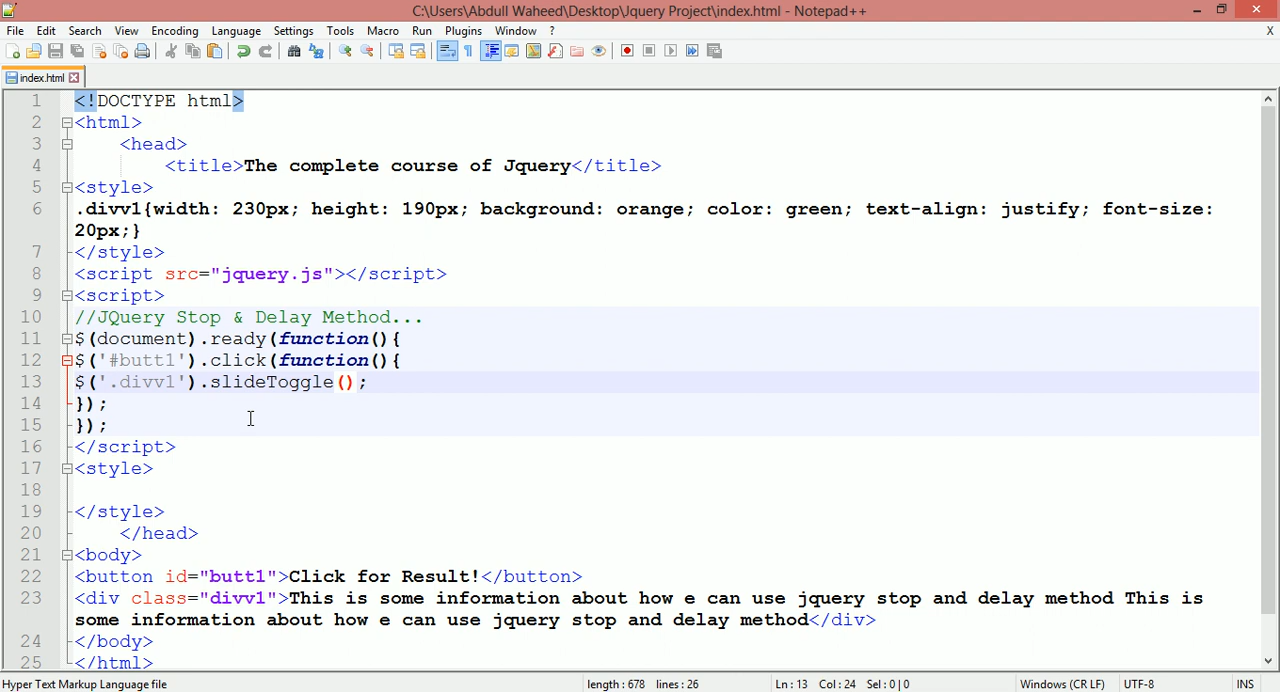 C:\Users\Abdull Waheed\Desktop\Jquery Project\index.html - Notepad++
File Edit Search View Encoding Language Settings Tools Macro Run Plugins Window ? X
index.html
1 <!DOCTYPE html>
2 <html>
3 <head>
4 <title>The complete course of Jquery</title>
5 <style>
6 .divv1{width: 230px; height: 190px; background: orange; color: green; text-align: justify; font-size:
20px;}
7 </style>
8 <script src="jquery.js"></script>
9 <script>
10 //JQuery Stop & Delay Method...
11 $(document).ready(function(){
12 $('#butt1').click(function(){
13 $('.divv1').slideToggle();
14 });
15 });
16 </script>
17 <style>
18
19 </style>
20 </head>
21 <body>
22 <button id="butt1">Click for Result!</button>
23 <div class="divv1">This is some information about how e can use jquery stop and delay method This is
some information about how e can use jquery stop and delay method</div>
24 </body>
25 </html>
Hyper Text Markup Language file length : 678 lines : 26 Ln : 13 Col : 24 Sel : 0 | 0 Windows (CR LF) UTF-8 INS